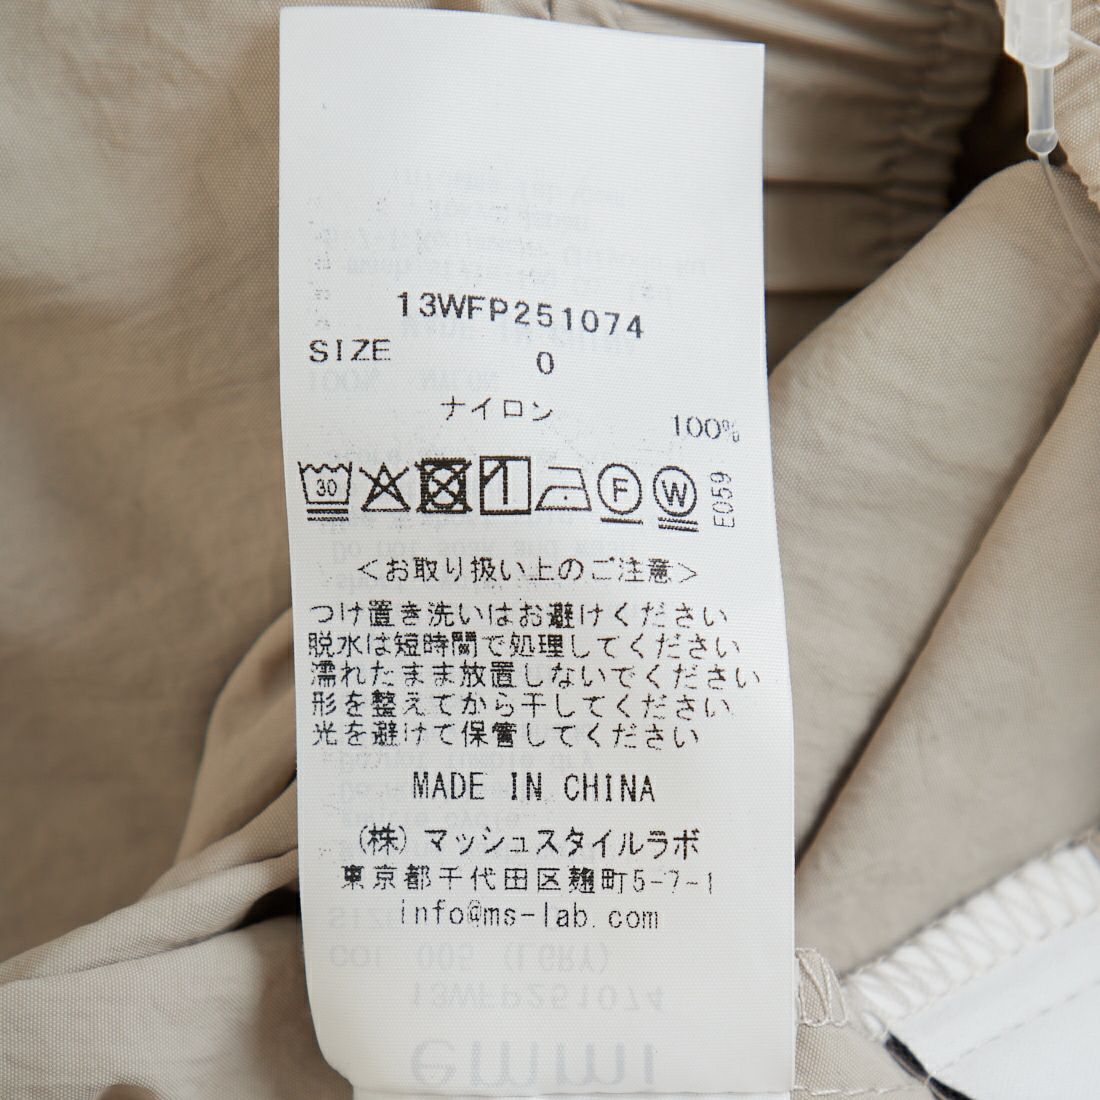 13WFP251074
SIZE 0
ナイロン 100%
30 F W E059
<お取り扱い上のご注意>
つけ置き洗いはお避けください
脱水は短時間で処理してください
濡れたまま放置しないでください
形を整えてから干してください
光を避けて保管してください
MADE IN CHINA
(株)マッシュスタイルラボ
東京都千代田区麹町5-7-1
info@ms-lab.com
COL 005 (LGRY)
13WFP251074
emmi